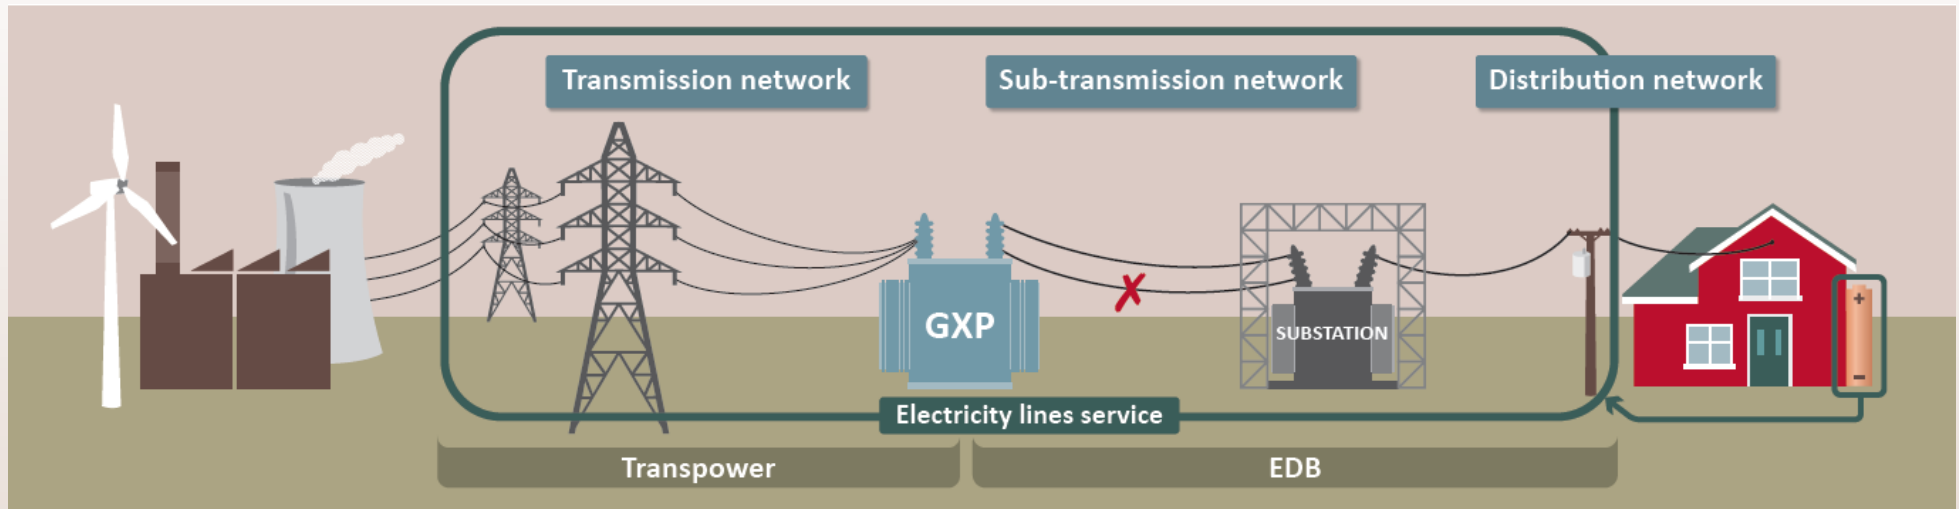 Transmission network
Sub-transmission network
Distribution network
GXP
SUBSTATION
+
−
Electricity lines service
Transpower
EDB